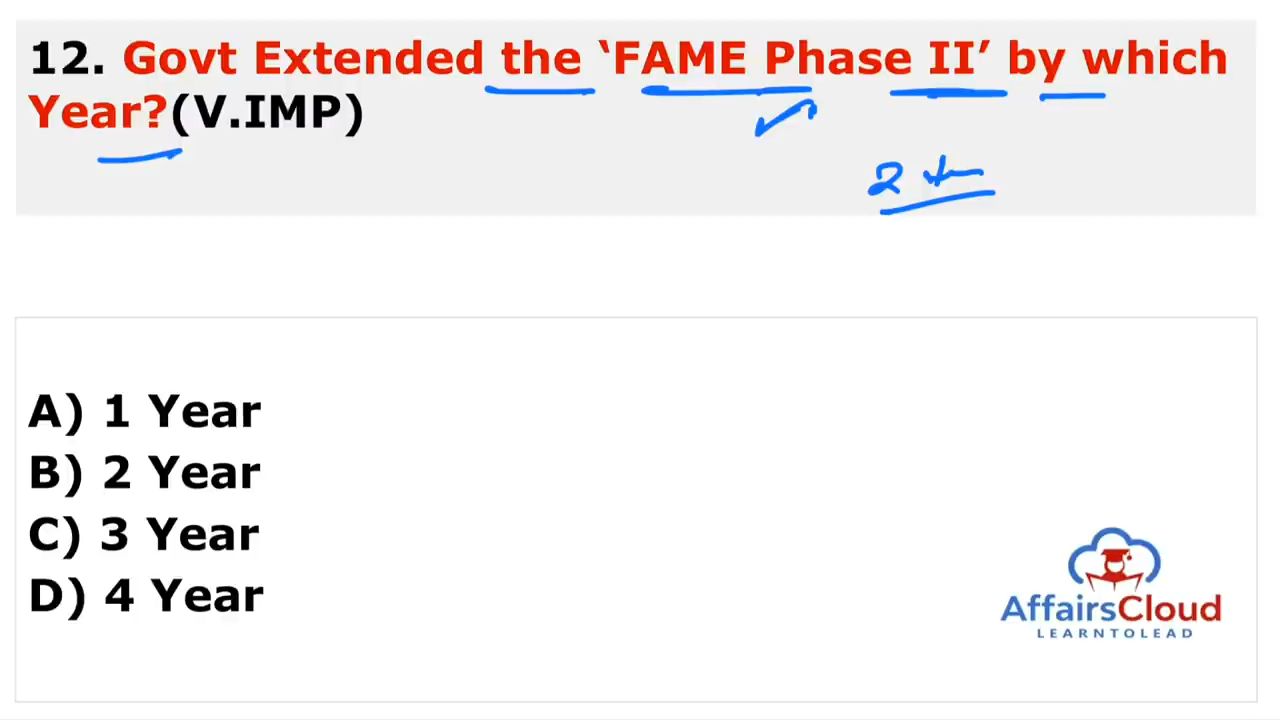 12. Govt Extended the ‘FAME Phase II’ by which
Year?(V.IMP)
2
A) 1 Year
B) 2 Year
C) 3 Year
D) 4 Year
AffairsCloud
LEARNTOLEAD